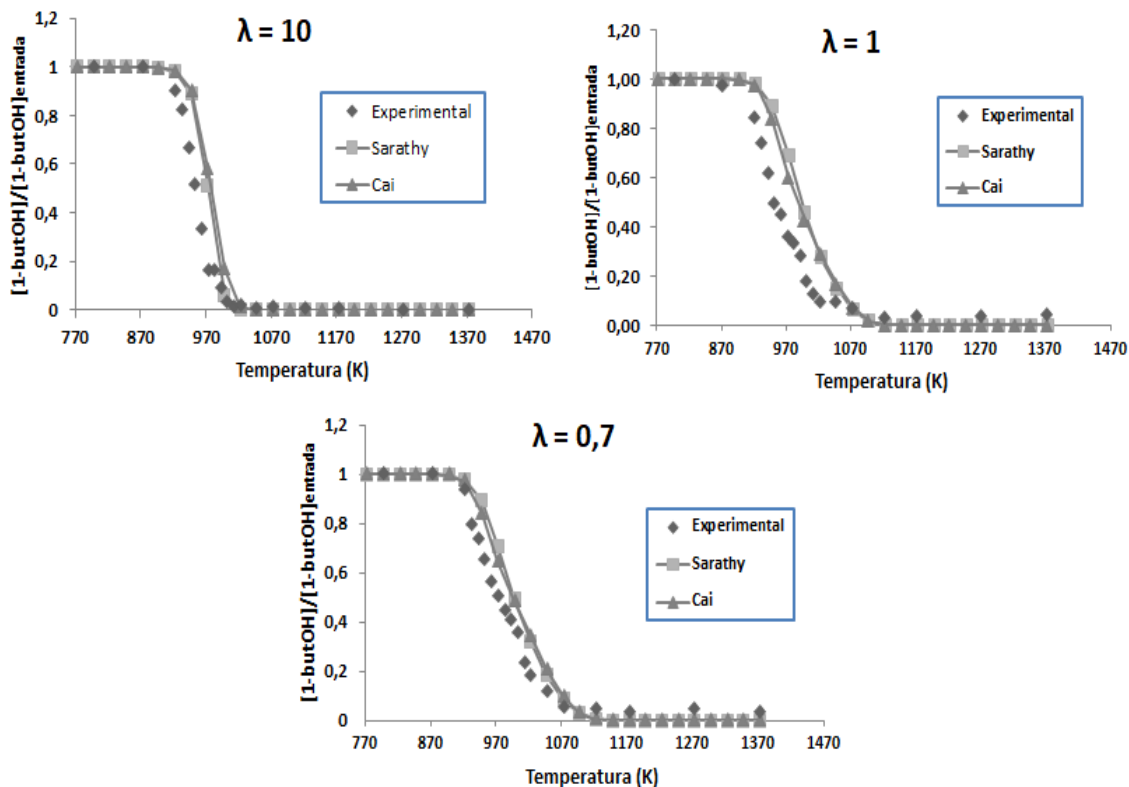 λ = 10
[1-butOH]/[1-butOH]entrada
1,2
1
0,8
0,6
0,4
0,2
0
770 870 970 1070 1170 1270 1370 1470
Temperatura (K)
Experimental
Sarathy
Cai
λ = 1
[1-butOH]/[1-butOH]entrada
1,20
1,00
0,80
0,60
0,40
0,20
0,00
770 870 970 1070 1170 1270 1370 1470
Temperatura (K)
Experimental
Sarathy
Cai
λ = 0,7
[1-butOH]/[1-butOH]entrada
1,2
1
0,8
0,6
0,4
0,2
0
770 870 970 1070 1170 1270 1370 1470
Temperatura (K)
Experimental
Sarathy
Cai